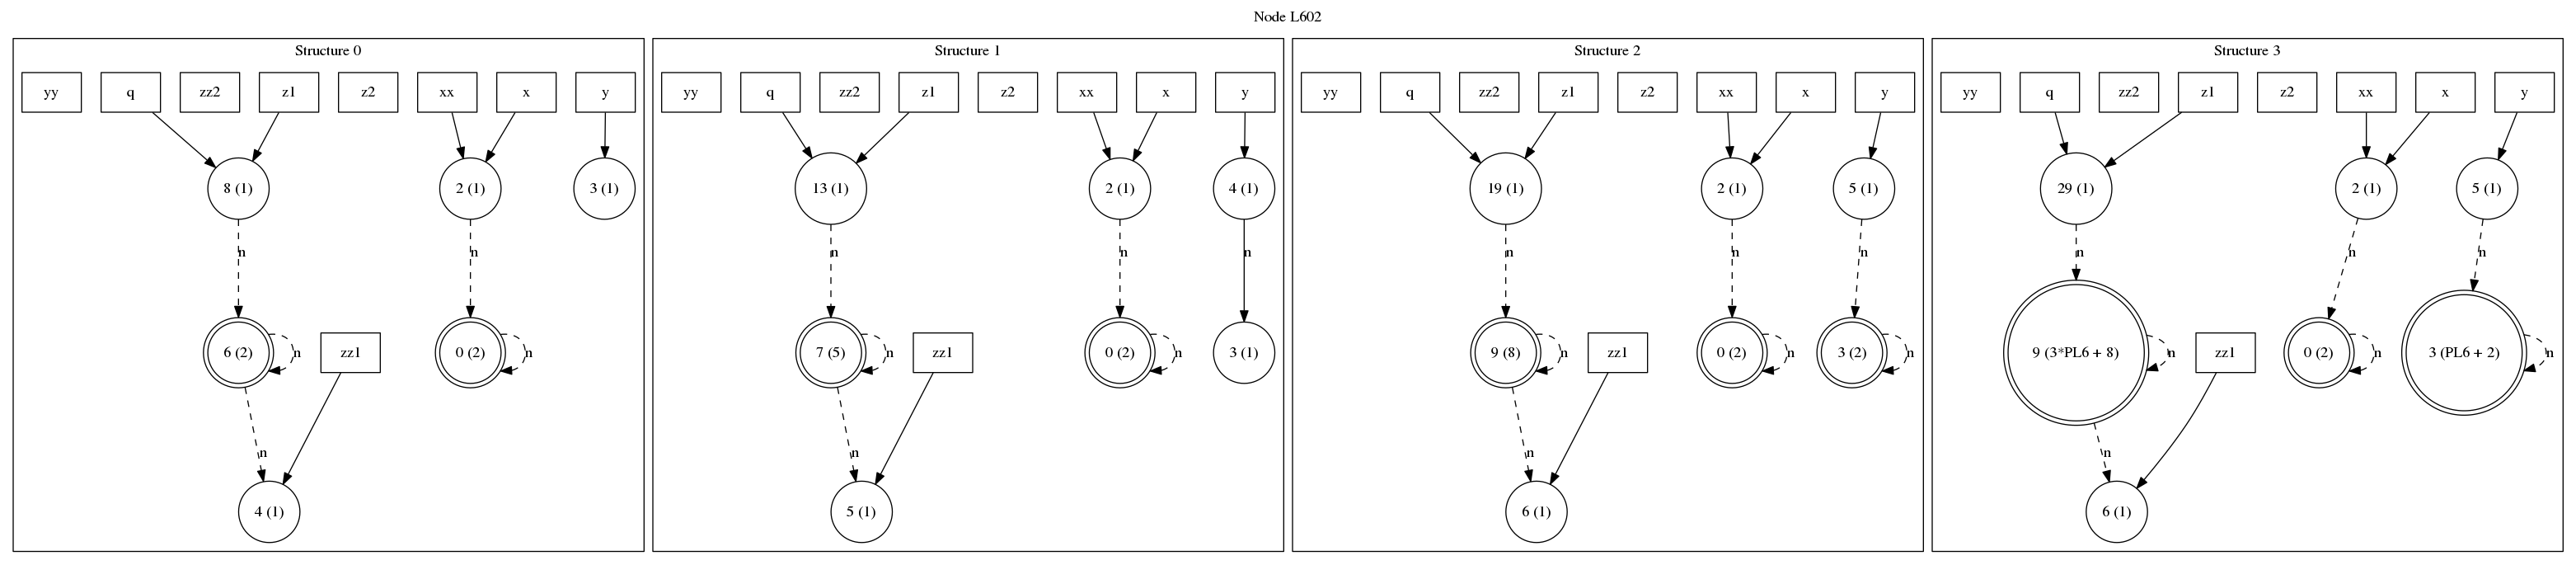 Node L602
Structure 0
yy q zz2 z1 z2 xx x y
8 (1) 2 (1) 3 (1)
n n
6 (2) n zz1 0 (2) n
n
4 (1)
Structure 1
yy q zz2 z1 z2 xx x y
13 (1) 2 (1) 4 (1)
n n n
7 (5) n zz1 0 (2) n 3 (1)
n
5 (1)
Structure 2
yy q zz2 z1 z2 xx x y
19 (1) 2 (1) 5 (1)
n n n
9 (8) n zz1 0 (2) n 3 (2) n
n
6 (1)
Structure 3
yy q zz2 z1 z2 xx x y
29 (1) 2 (1) 5 (1)
n n n
9 (3*PL6 + 8) n zz1 0 (2) n 3 (PL6 + 2) n
n
6 (1)